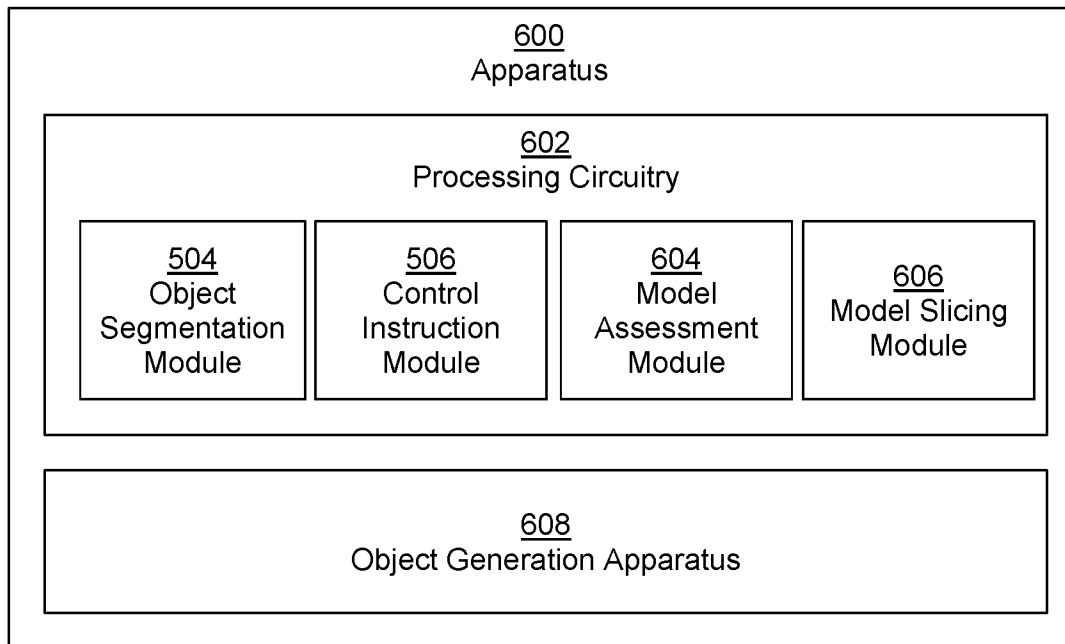 600
Apparatus
602
Processing Circuitry
504
Object
Segmentation
Module
506
Control
Instruction
Module
604
Model
Assessment
Module
606
Model Slicing
Module
608
Object Generation Apparatus